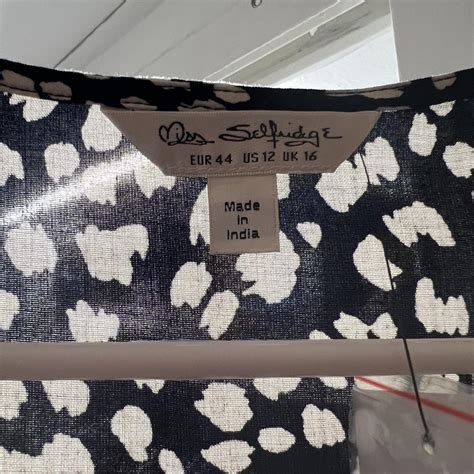 Miss Selfridge
EUR 44 US 12 UK 16
Made
in
India